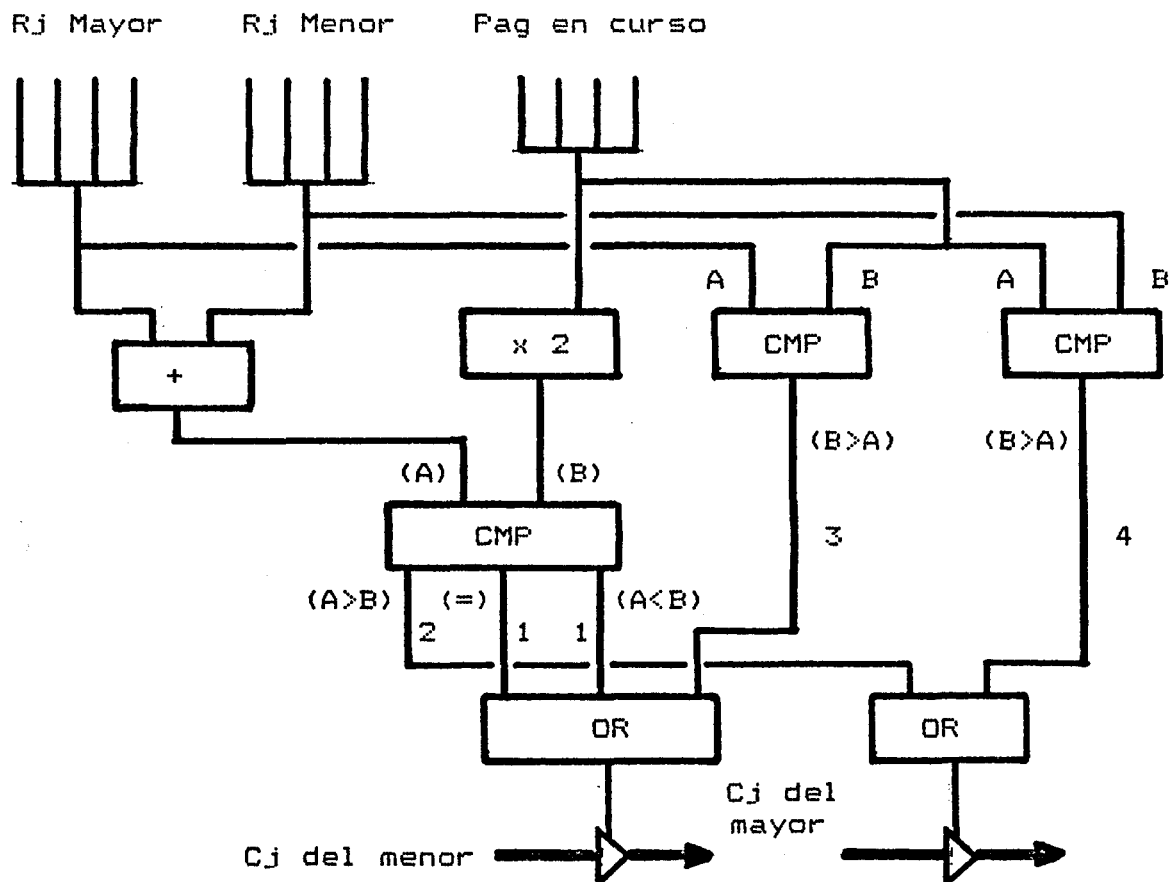 Rj Mayor Rj Menor Pag en curso
A B A B
x 2 CMP CMP
+
(B>A) (B>A)
(A) (B)
CMP 3 4
(A>B) (=) (A<B)
2 1 1
OR OR
Cj del
mayor
Cj del menor